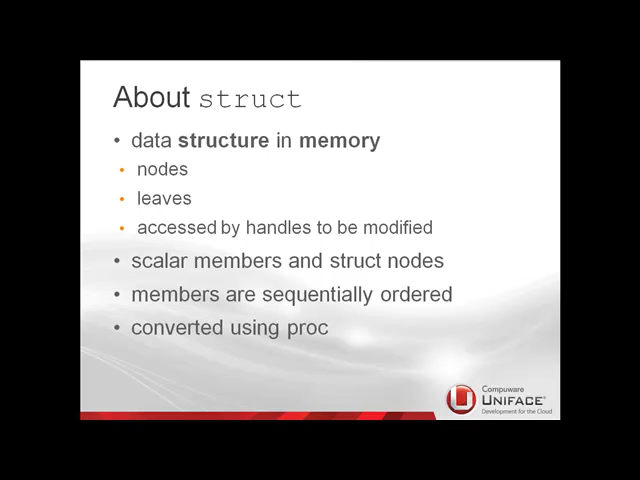 About struct
• data structure in memory
• nodes
• leaves
• accessed by handles to be modified
• scalar members and struct nodes
• members are sequentially ordered
• converted using proc
Compuware
UNIFACE®
Development for the Cloud